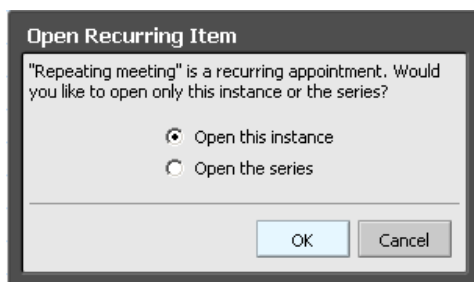 Open Recurring Item
"Repeating meeting" is a recurring appointment. Would
you like to open only this instance or the series?
Open this instance
Open the series
OK Cancel